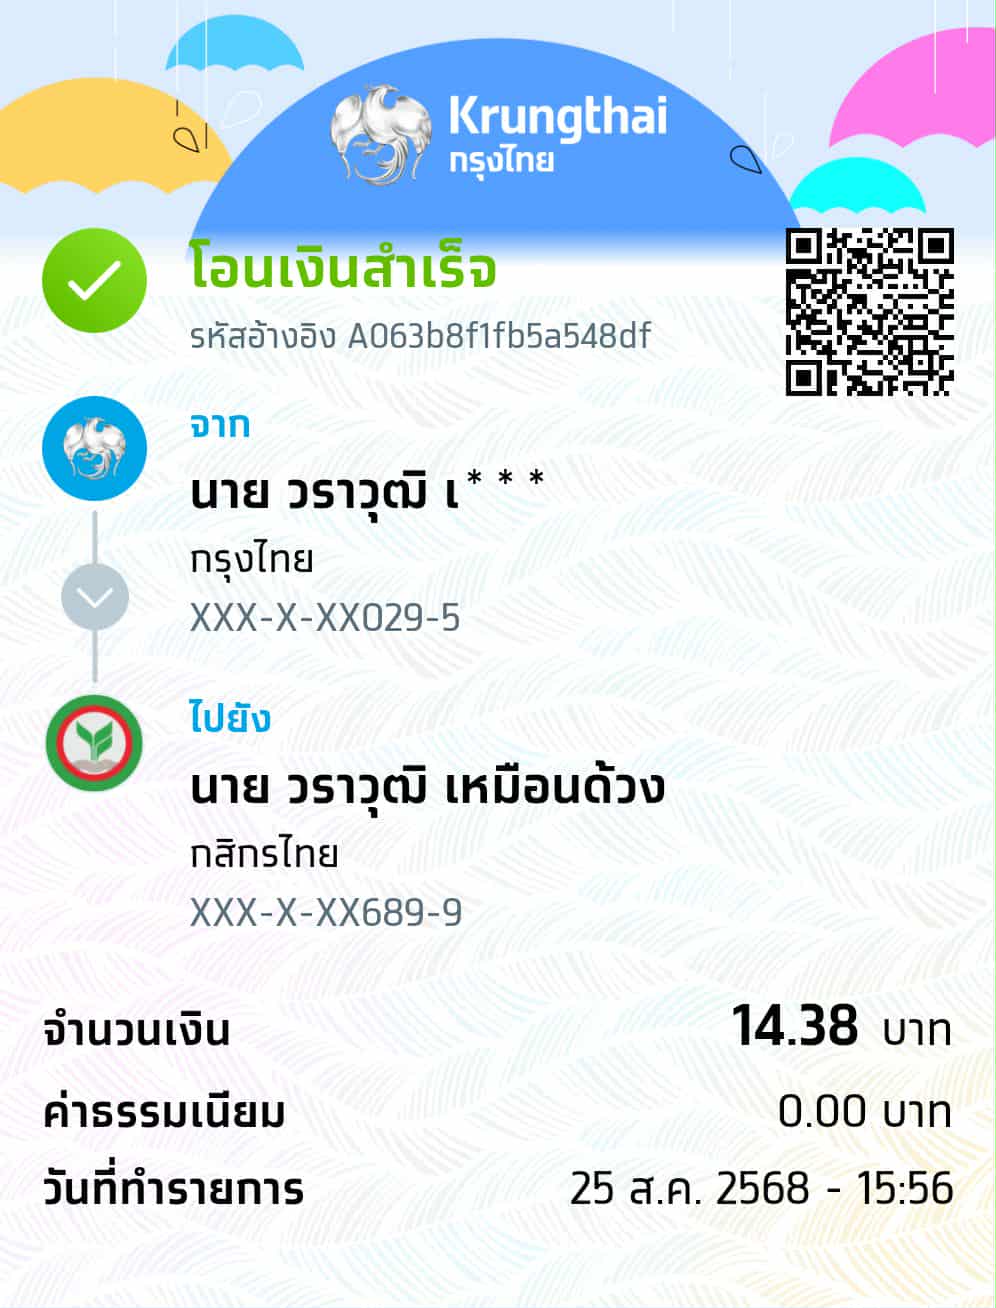 Krungthai
กรุงไทย
โอนเงินสำเร็จ
รหัสอ้างอิง A063b8f1fb5a548df
จาก
นาย วราวุฒิ เ***
กรุงไทย
XXX-X-XX029-5
ไปยัง
นาย วราวุฒิ เหมือนด้วง
กสิกรไทย
XXX-X-XX689-9
จำนวนเงิน 14.38 บาท
ค่าธรรมเนียม 0.00 บาท
วันที่ทำรายการ 25 ส.ค. 2568 - 15:56